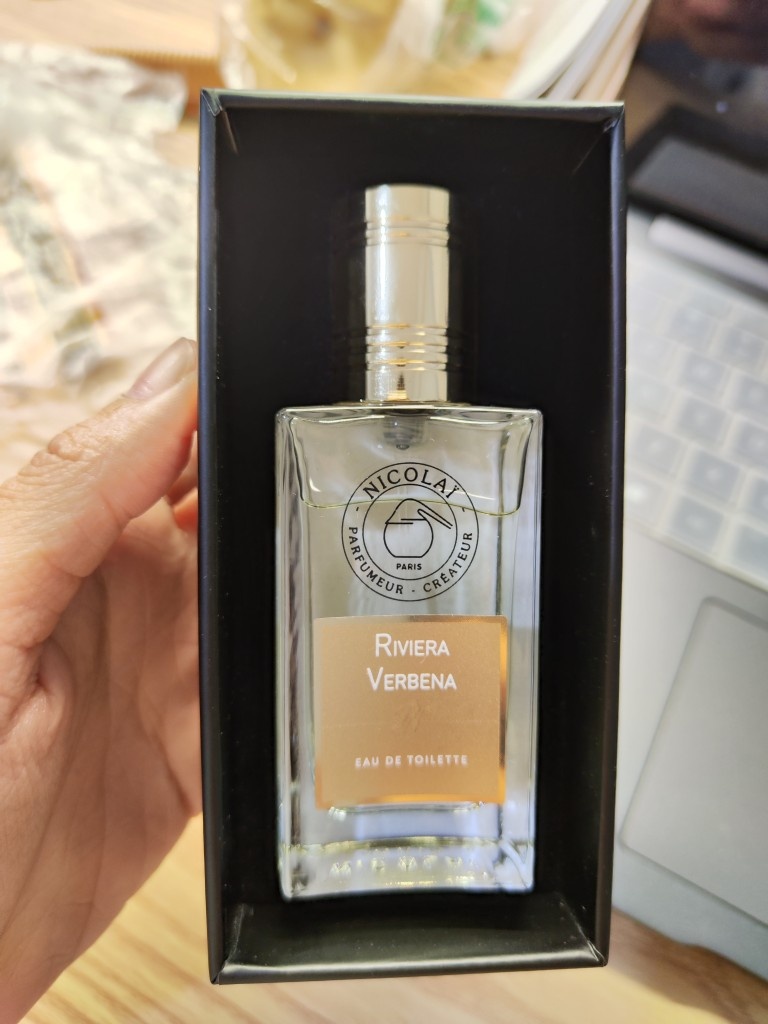 NICOLAÏ
PARIS
PARFUMEUR - CRÉATEUR
RIVIERA
VERBENA
EAU DE TOILETTE